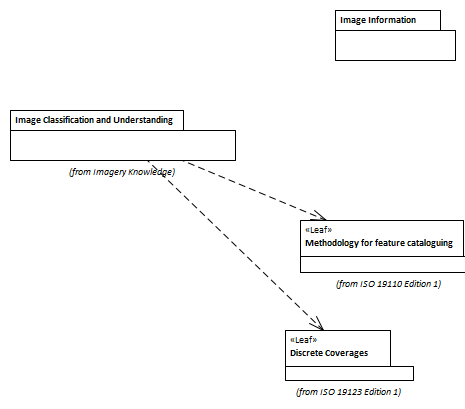 Image Information
Image Classification and Understanding
(from Imagery Knowledge)
«Leaf»
Methodology for feature cataloguing
(from ISO 19110 Edition 1)
«Leaf»
Discrete Coverages
(from ISO 19123 Edition 1)